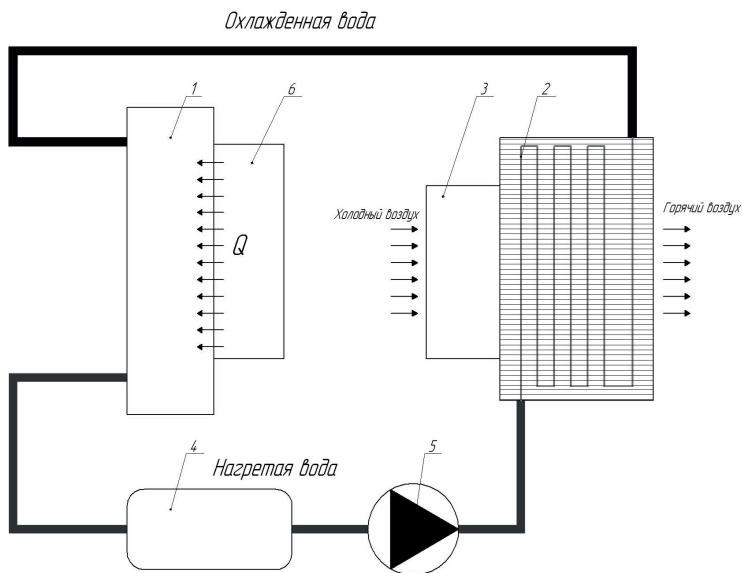 Охлажденная вода
1
6
3
2
Холодный воздух
Горячий воздух
Q
4
Нагретая вода
5